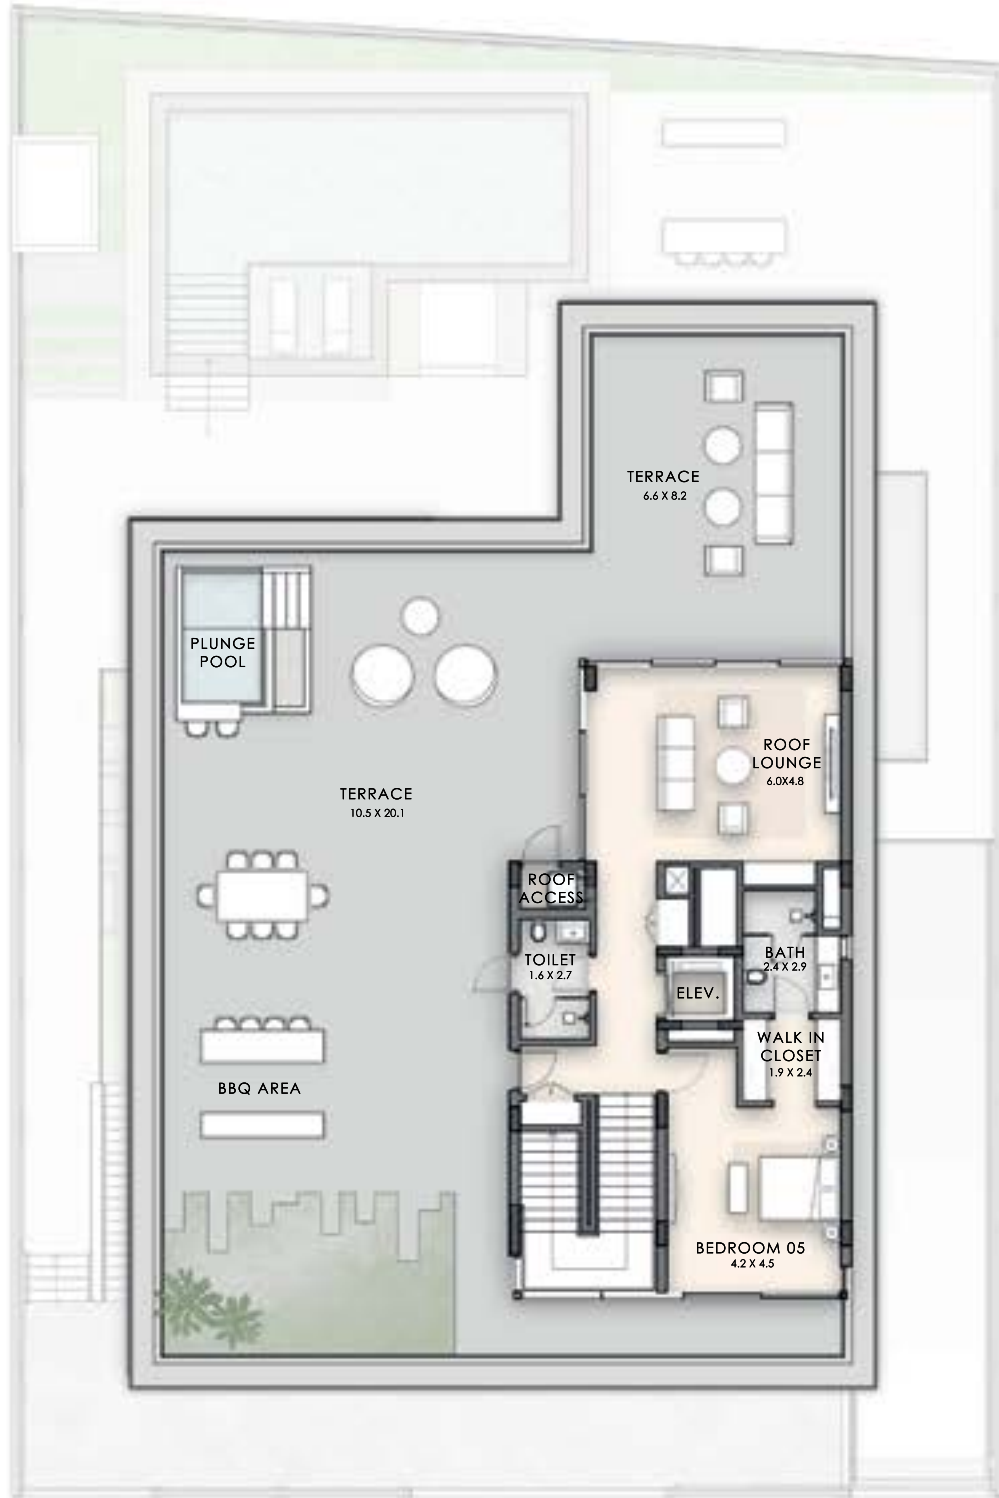 TERRACE
6.6 X 8.2
PLUNGE
POOL
ROOF
LOUNGE
6.0X4.8
TERRACE
10.5 X 20.1
ROOF
ACCESS
TOILET
1.6 X 2.7
BATH
2.4 X 2.9
ELEV.
WALK IN
CLOSET
1.9 X 2.4
BBQ AREA
BEDROOM 05
4.2 X 4.5